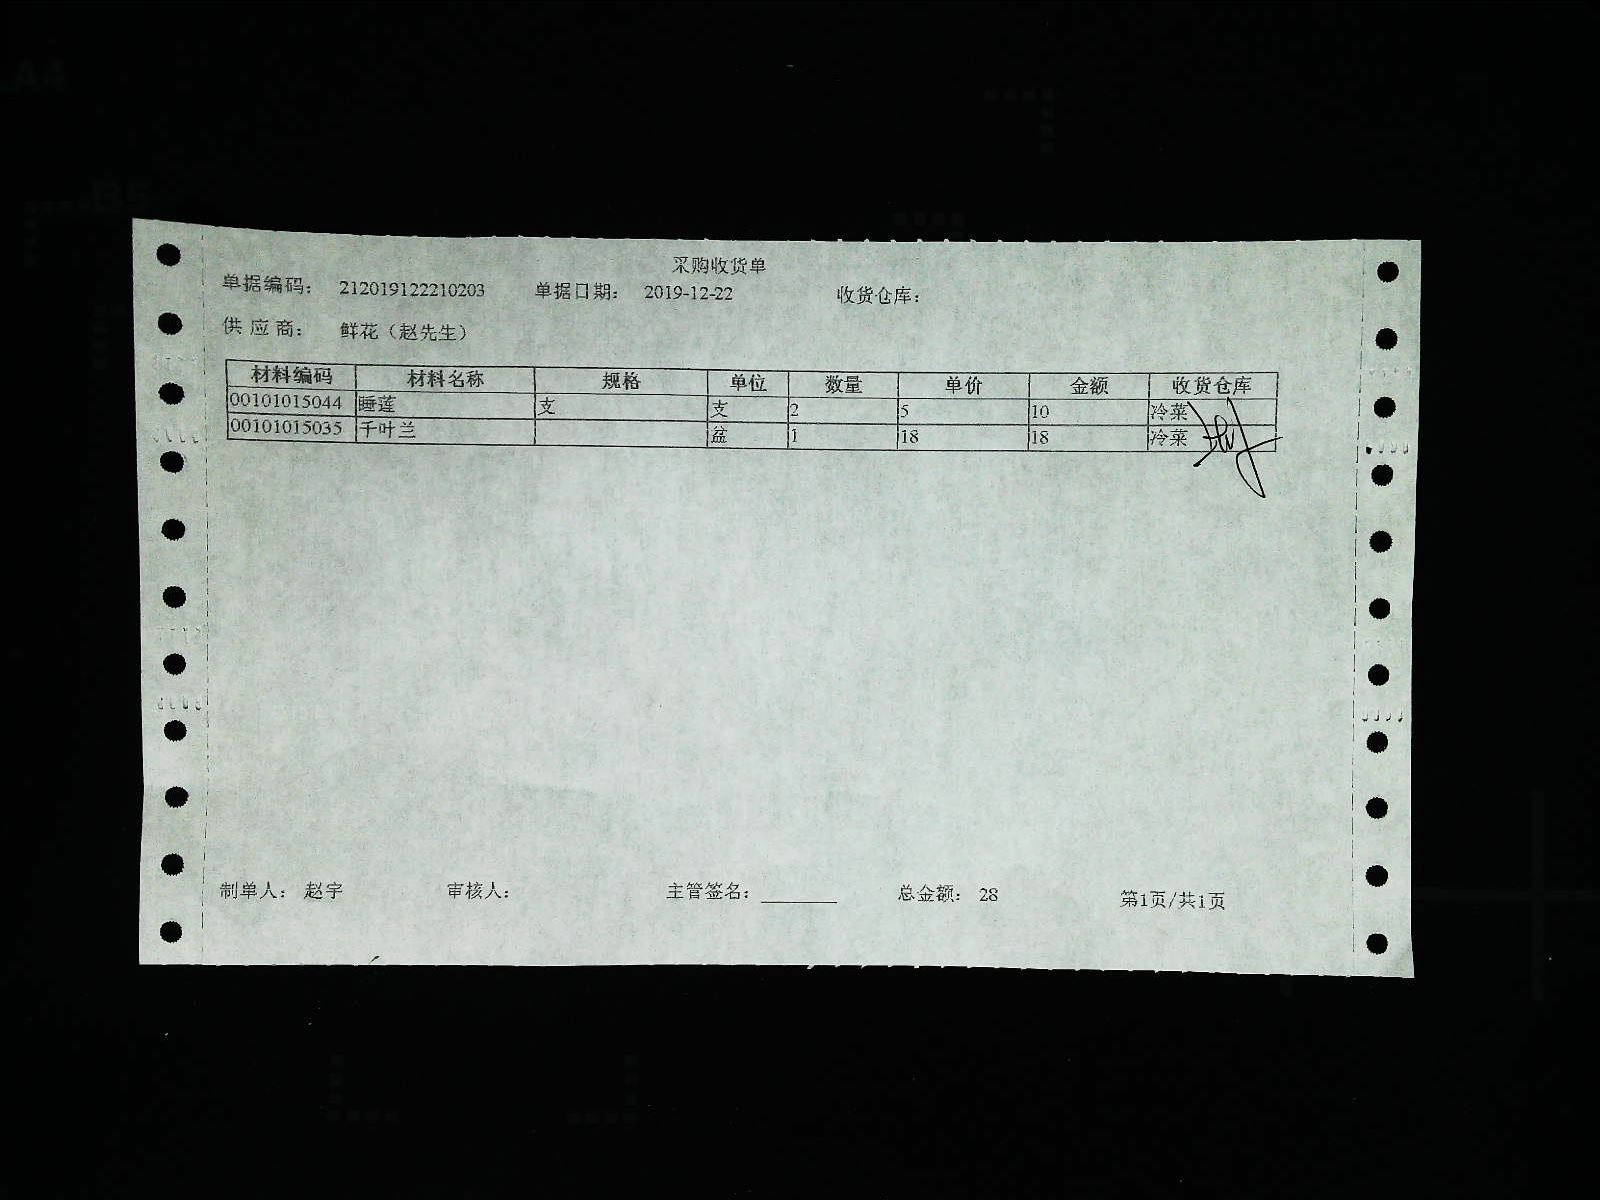 采购收货单
单据编码： 212019122210203 单据日期： 2019-12-22 收货仓库：
供应商： 鲜花（赵先生）
材料编码 材料名称 规格 单位 数量 单价 金额 收货仓库
00101015044 睡莲 支 支 2 5 10 冷菜
00101015035 千叶兰 盆 1 18 18 冷菜
制单人： 赵宇 审核人： 主管签名： 总金额： 28 第1页/共1页